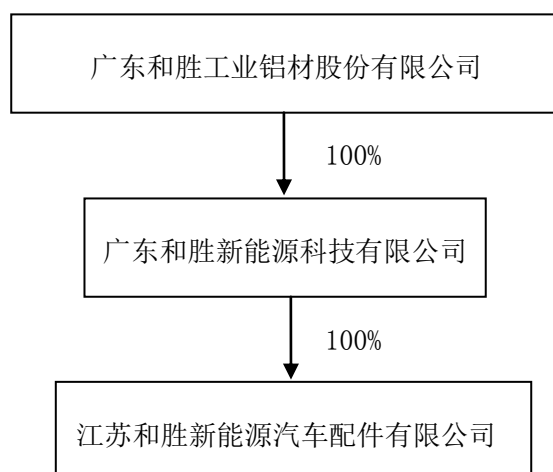 广东和胜工业铝材股份有限公司
100%
广东和胜新能源科技有限公司
100%
江苏和胜新能源汽车配件有限公司